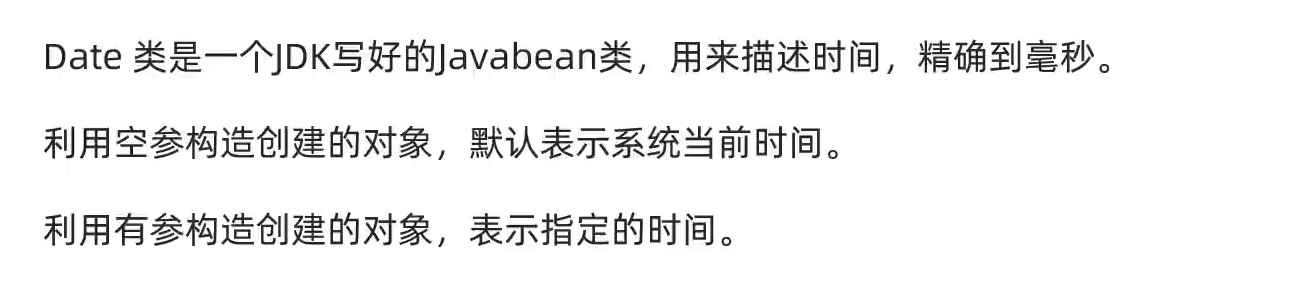 Date 类是一个JDK写好的Javabean类，用来描述时间，精确到毫秒。
利用空参构造创建的对象，默认表示系统当前时间。
利用有参构造创建的对象，表示指定的时间。